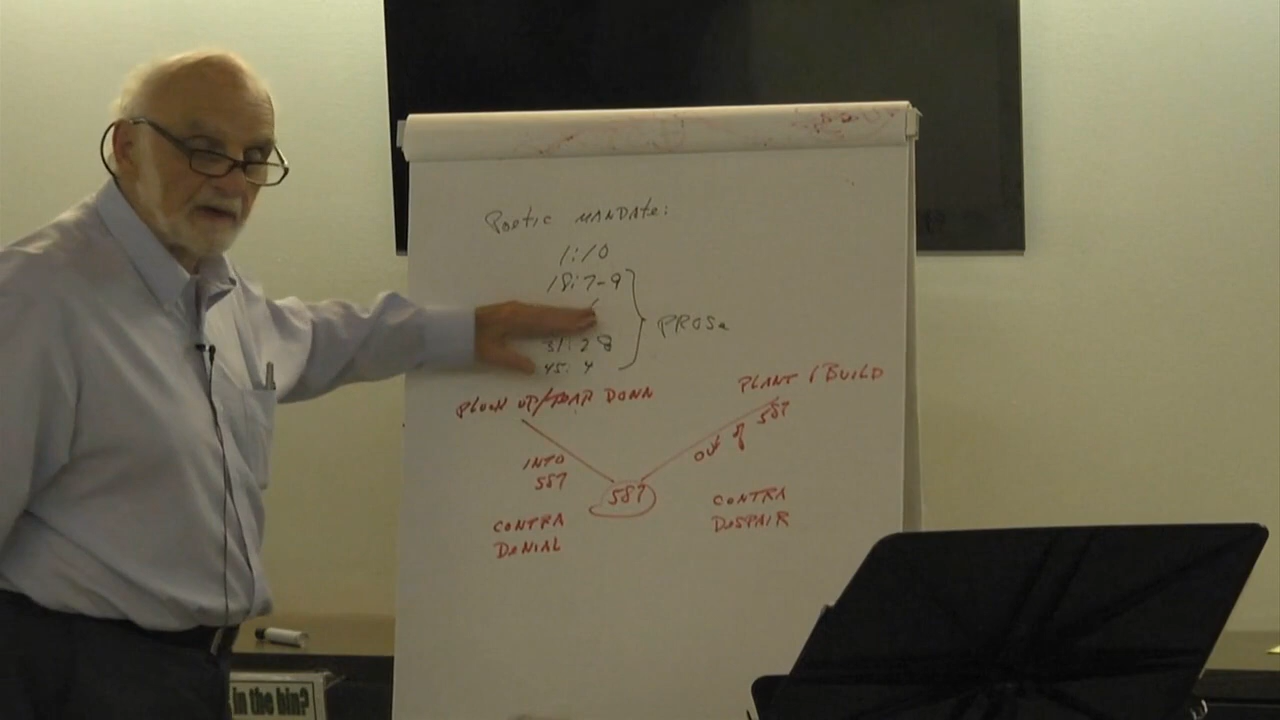 Poetic MANDATe:
1:10
18:7-9
PROSe
31:28
45:4
PLUCK UP/TEAR DOWN
PLANT & BUILD
INTO
587
OUT of
587
587
CONTRA
DeNIAL
CONTRA
DeSPAIR
in the bin?